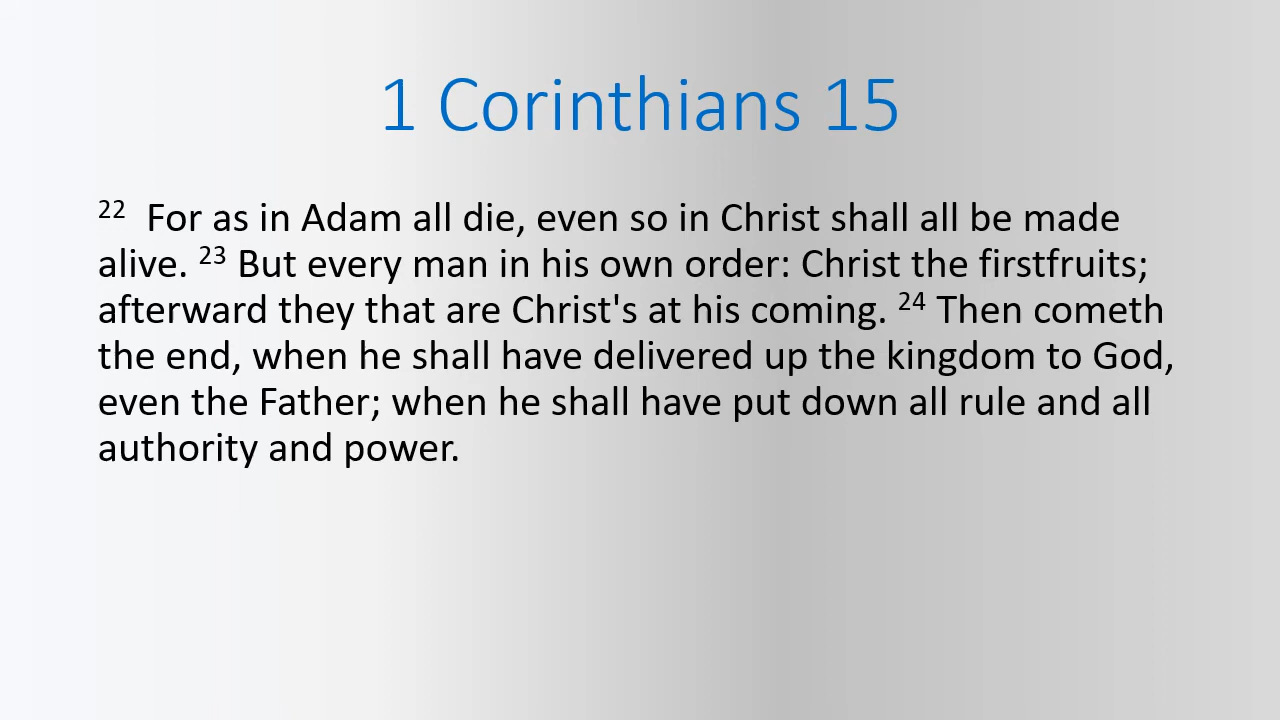 1 Corinthians 15
22 For as in Adam all die, even so in Christ shall all be made
alive. 23 But every man in his own order: Christ the firstfruits;
afterward they that are Christ's at his coming. 24 Then cometh
the end, when he shall have delivered up the kingdom to God,
even the Father; when he shall have put down all rule and all
authority and power.